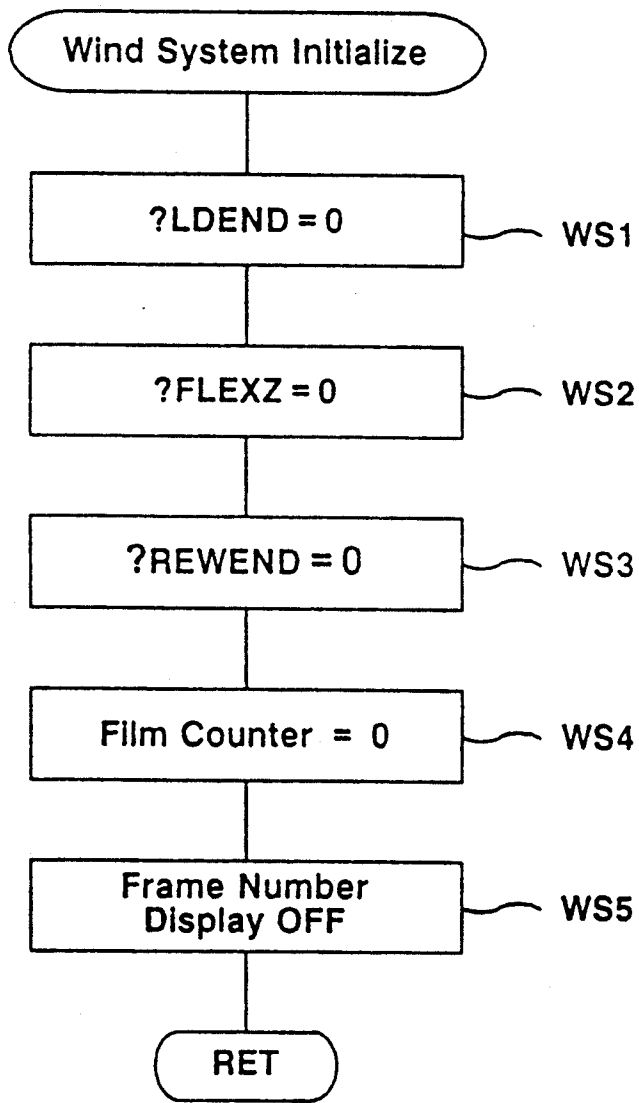 Wind System Initialize
?LDEND = 0
WS1
?FLEXZ = 0
WS2
?REWEND = 0
WS3
Film Counter = 0
WS4
Frame Number
Display OFF
WS5
RET